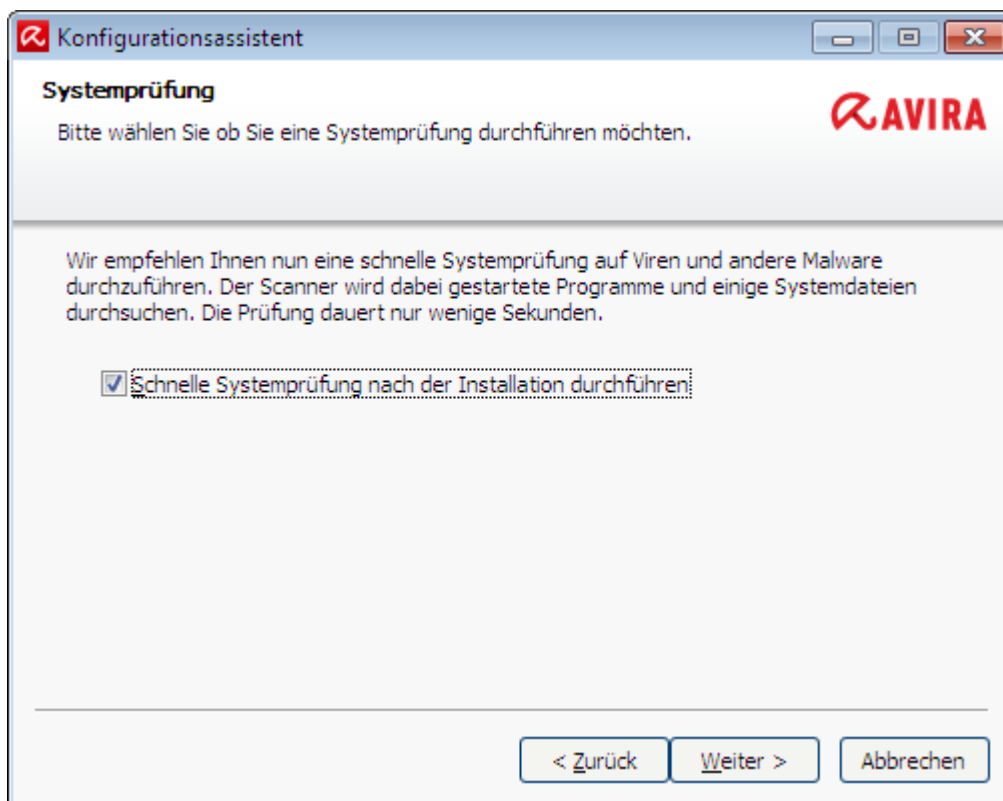 Konfigurationsassistent
Systemprüfung
AVIRA
Bitte wählen Sie ob Sie eine Systemprüfung durchführen möchten.
Wir empfehlen Ihnen nun eine schnelle Systemprüfung auf Viren und andere Malware
durchzuführen. Der Scanner wird dabei gestartete Programme und einige Systemdateien
durchsuchen. Die Prüfung dauert nur wenige Sekunden.
Schnelle Systemprüfung nach der Installation durchführen
< Zurück
Weiter >
Abbrechen